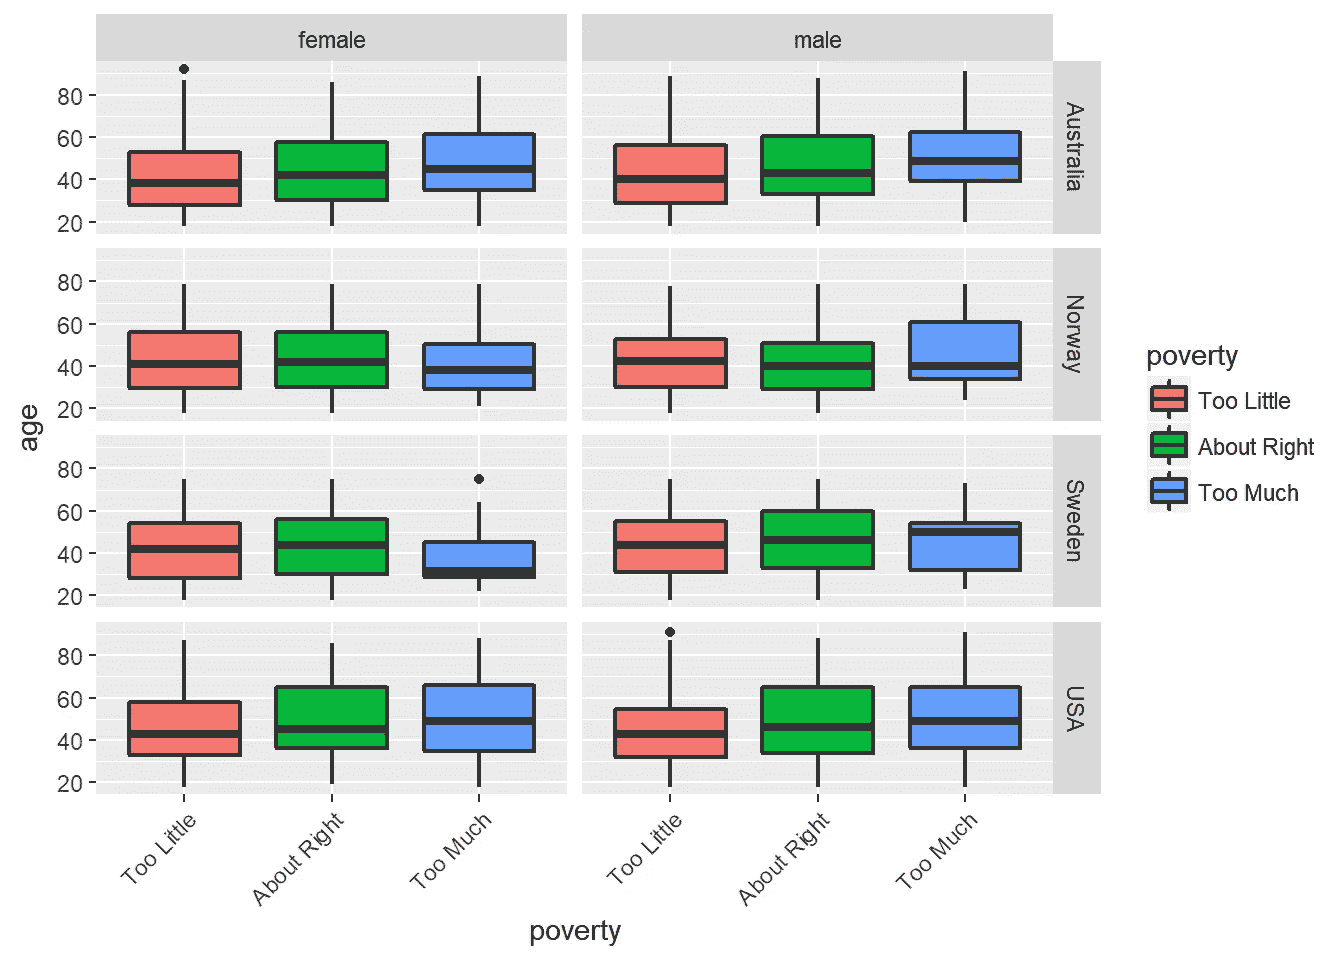 female
male
80
60
40
20
Australia
80
60
40
20
Norway
80
60
40
20
Sweden
80
60
40
20
USA
age
Too Little
About Right
Too Much
Too Little
About Right
Too Much
poverty
poverty
Too Little
About Right
Too Much